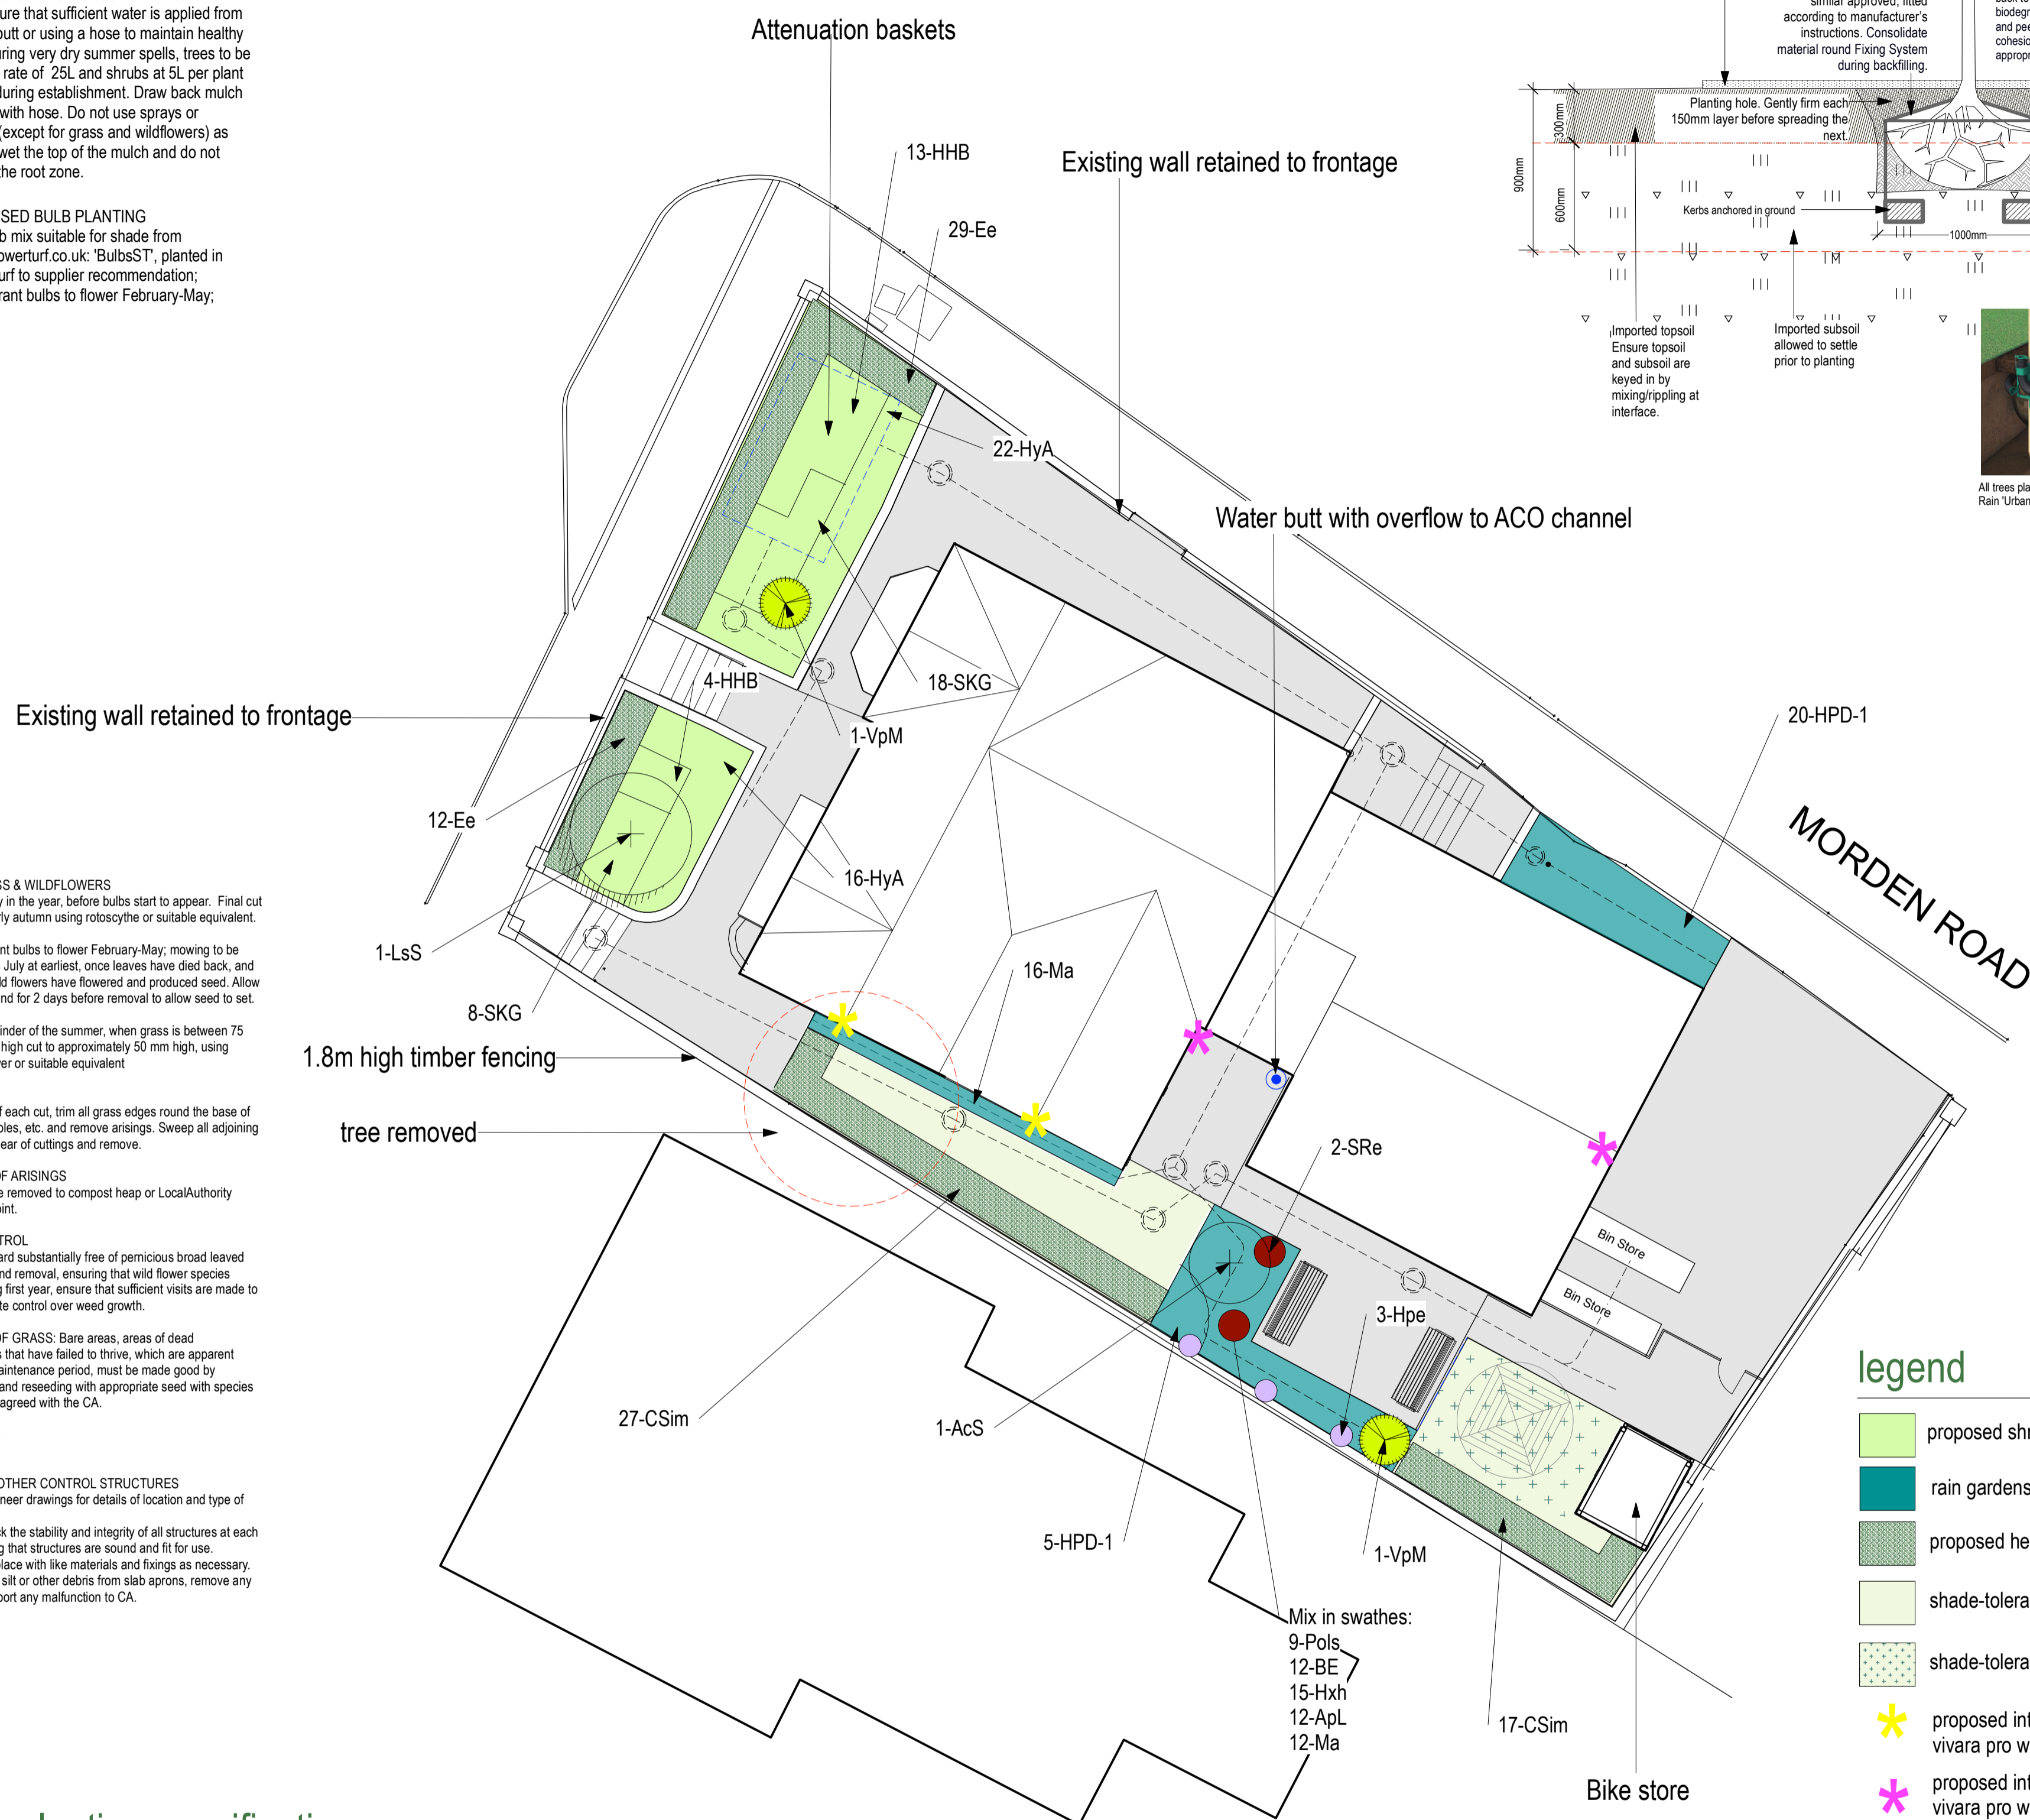 ure that sufficient water is applied from
butt or using a hose to maintain healthy
uring very dry summer spells, trees to be
rate of 25L and shrubs at 5L per plant
during establishment. Draw back mulch
with hose. Do not use sprays or
(except for grass and wildflowers) as
wet the top of the mulch and do not
the root zone.
SED BULB PLANTING
b mix suitable for shade from
owerturf.co.uk: 'BulbsST', planted in
urf to supplier recommendation;
rant bulbs to flower February-May;
SS & WILDFLOWERS
y in the year, before bulbs start to appear. Final cut
rly autumn using rotoscythe or suitable equivalent.
nt bulbs to flower February-May; mowing to be
July at earliest, once leaves have died back, and
ld flowers have flowered and produced seed. Allow
nd for 2 days before removal to allow seed to set.
inder of the summer, when grass is between 75
high cut to approximately 50 mm high, using
er or suitable equivalent
f each cut, trim all grass edges round the base of
oles, etc. and remove arisings. Sweep all adjoining
ear of cuttings and remove.
OF ARISINGS
e removed to compost heap or LocalAuthority
oint.
TROL
ard substantially free of pernicious broad leaved
nd removal, ensuring that wild flower species
g first year, ensure that sufficient visits are made to
te control over weed growth.
OF GRASS: Bare areas, areas of dead
s that have failed to thrive, which are apparent
aintenance period, must be made good by
and reseeding with appropriate seed with species
agreed with the CA.
OTHER CONTROL STRUCTURES
neer drawings for details of location and type of
ck the stability and integrity of all structures at each
g that structures are sound and fit for use.
place with like materials and fixings as necessary.
silt or other debris from slab aprons, remove any
port any malfunction to CA.
Attenuation baskets
13-HHB
29-Ee
Existing wall retained to frontage
22-HyA
Water butt with overflow to ACO channel
4-HHB
18-SKG
1-VpM
Existing wall retained to frontage
20-HPD-1
12-Ee
16-HyA
MORDEN ROAD
1-LsS
16-Ma
8-SKG
1.8m high timber fencing
tree removed
2-SRe
Bin Store
Bin Store
3-Hpe
27-CSim
1-AcS
5-HPD-1
1-VpM
Mix in swathes:
9-Pols
12-BE
15-Hxh
12-ApL
12-Ma
17-CSim
Bike store
similar approved, fitted
according to manufacturer's
instructions. Consolidate
material round Fixing System
during backfilling.
back to
biodegr
and pee
cohesio
appropr
Planting hole. Gently firm each
150mm layer before spreading the
next.
300mm
900mm
600mm
Kerbs anchored in ground
1000mm
Imported topsoil
Ensure topsoil
and subsoil are
keyed in by
mixing/rippling at
interface.
Imported subsoil
allowed to settle
prior to planting
All trees pla
Rain 'Urban
legend
proposed shr
rain gardens
proposed he
shade-tolera
shade-tolera
proposed int
vivara pro w
proposed int
vivara pro w